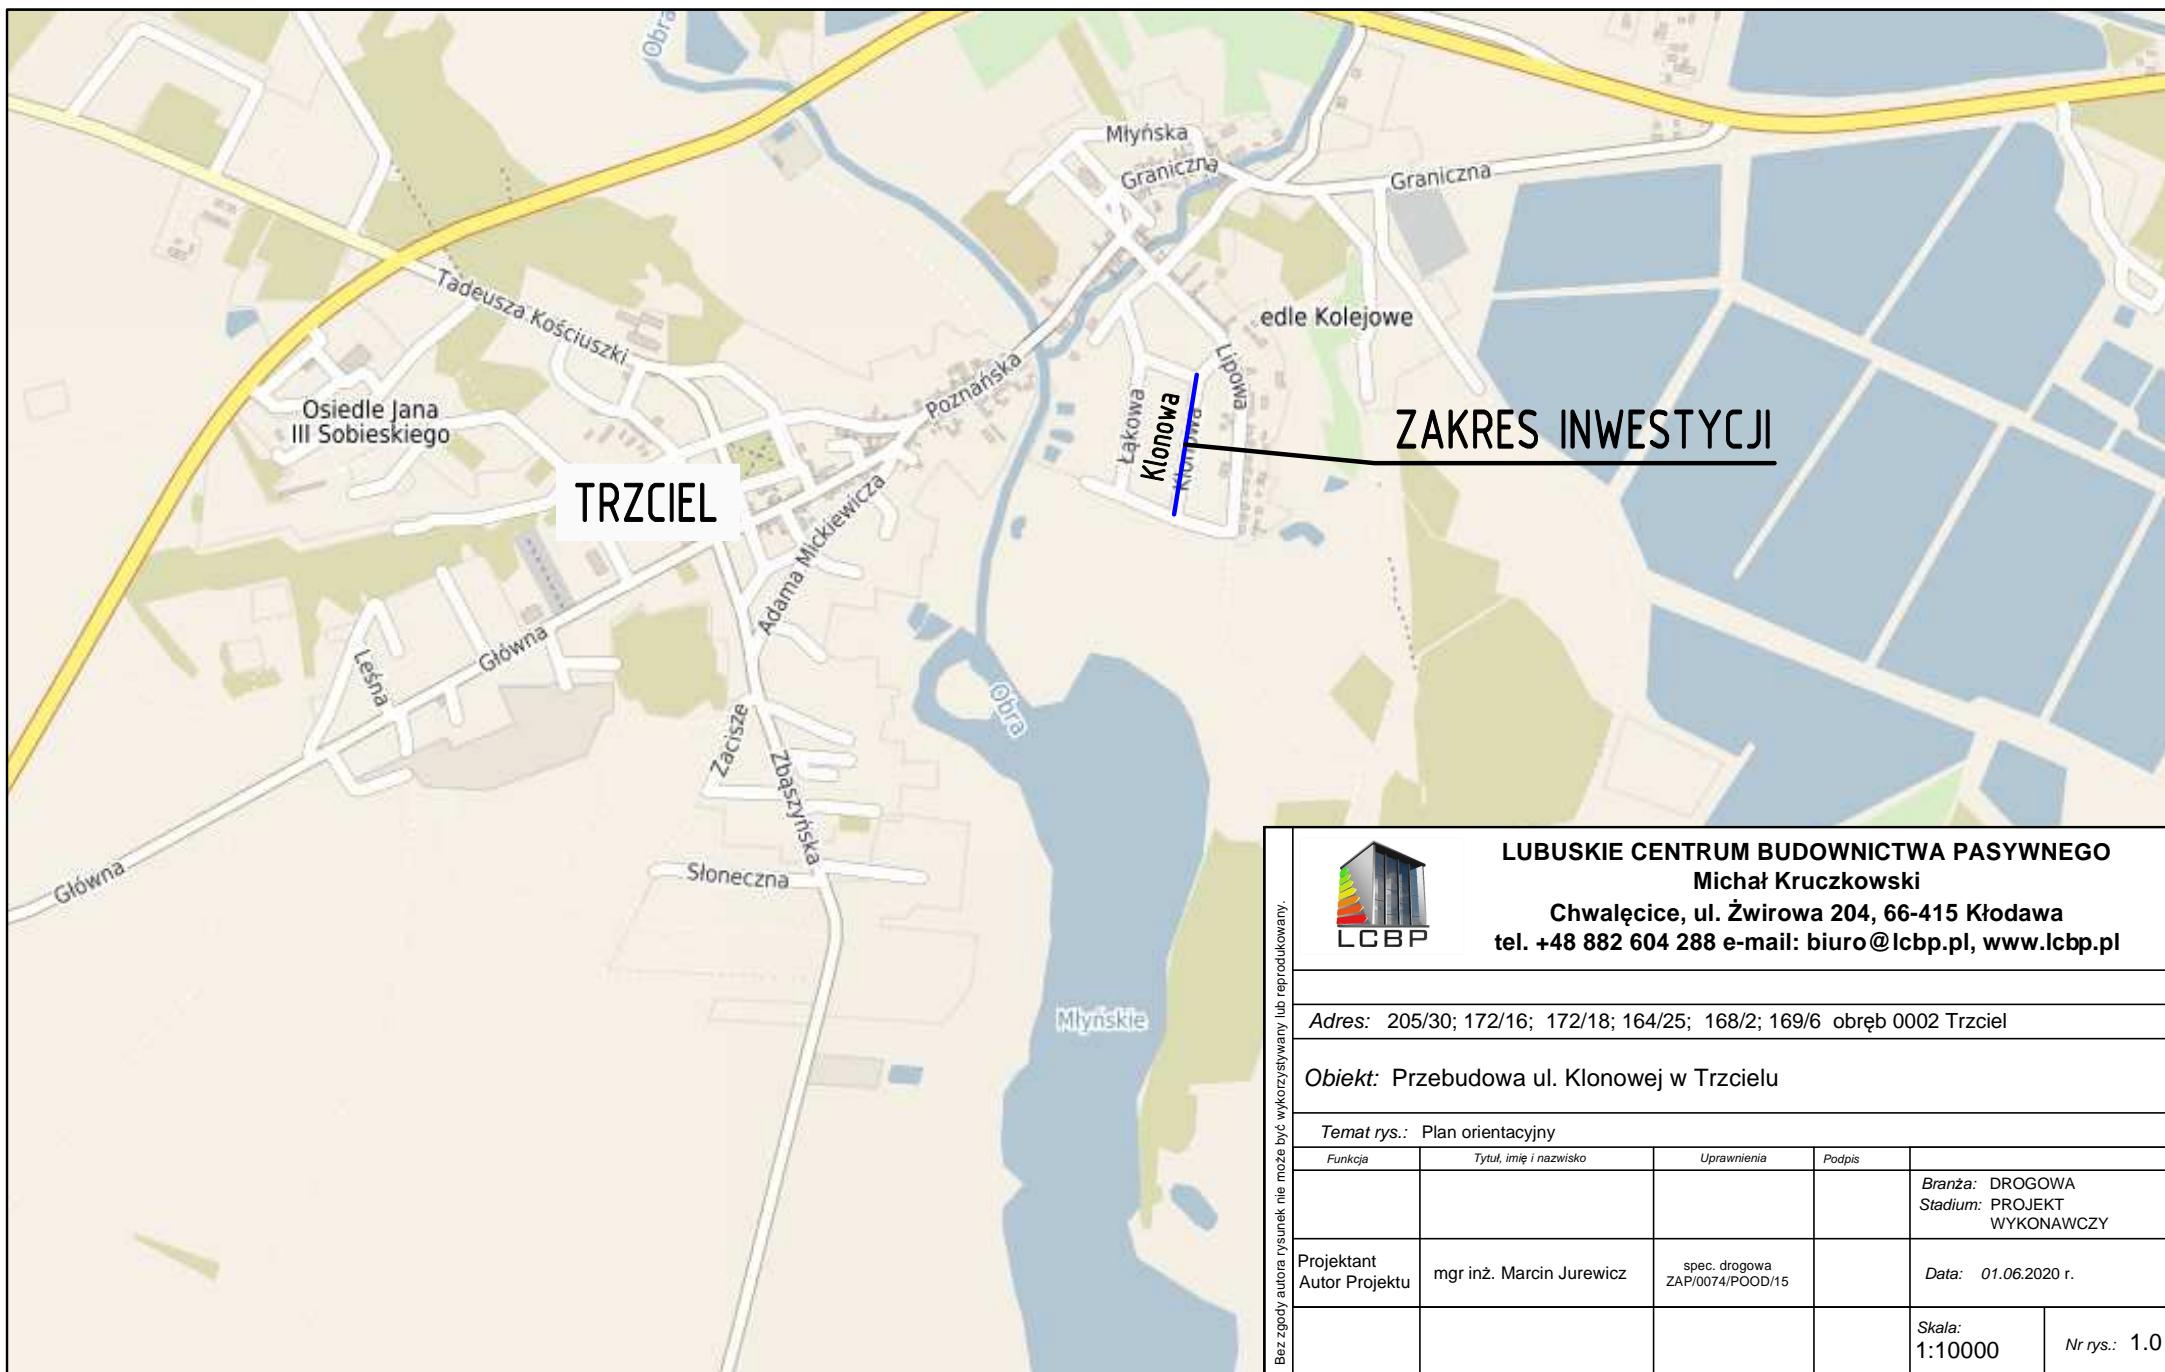 Obra
Młyńska
Graniczna
Graniczna
Tadeusza Kościuszki
edle Kolejowe
Lipowa
Poznańska
Łąkowa
Klonowa
Klonowa
ZAKRES INWESTYCJI
Osiedle Jana
III Sobieskiego
TRZCIEL
Adama Mickiewicza
Główna
Leśna
Obra
Zacisze
Zbąszyńska
Główna
Słoneczna
Młyńskie
Bez zgody autora rysunek nie może być wykorzystywany lub reprodukowany.
LCBP
LUBUSKIE CENTRUM BUDOWNICTWA PASYWNEGO
Michał Kruczkowski
Chwalęcice, ul. Żwirowa 204, 66-415 Kłodawa
tel. +48 882 604 288 e-mail: biuro@lcbp.pl, www.lcbp.pl
Adres: 205/30; 172/16; 172/18; 164/25; 168/2; 169/6 obręb 0002 Trzciel
Obiekt: Przebudowa ul. Klonowej w Trzcielu
Temat rys.: Plan orientacyjny
Funkcja Tytuł, imię i nazwisko Uprawnienia Podpis
Branża: DROGOWA
Stadium: PROJEKT
WYKONAWCZY
Projektant
Autor Projektu
mgr inż. Marcin Jurewicz
spec. drogowa
ZAP/0074/POOD/15
Data: 01.06.2020 r.
Skala:
1:10000
Nr rys.: 1.0